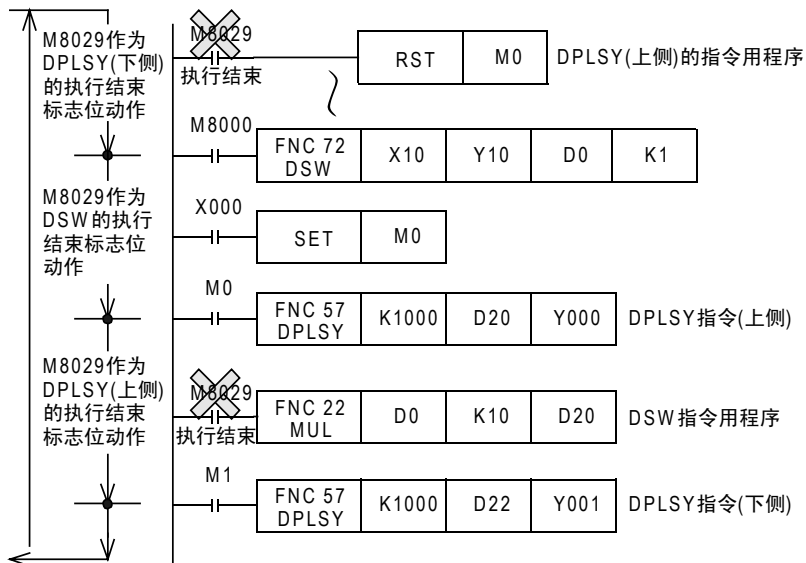 M8029作为
DPLSY(下侧)
的执行结束
标志位动作
M8029
执行结束
RST M0 DPLSY(上侧)的指令用程序
M8000
FNC 72
DSW
X10 Y10 D0 K1
M8029作为
DSW的执行
结束标志位
动作
X000
SET M0
M0
FNC 57
DPLSY
K1000 D20 Y000 DPLSY指令(上侧)
M8029作为
DPLSY(上侧)
的执行结束
标志位动作
M8029
执行结束
FNC 22
MUL
D0 K10 D20 DSW指令用程序
M1
FNC 57
DPLSY
K1000 D22 Y001 DPLSY指令(下侧)